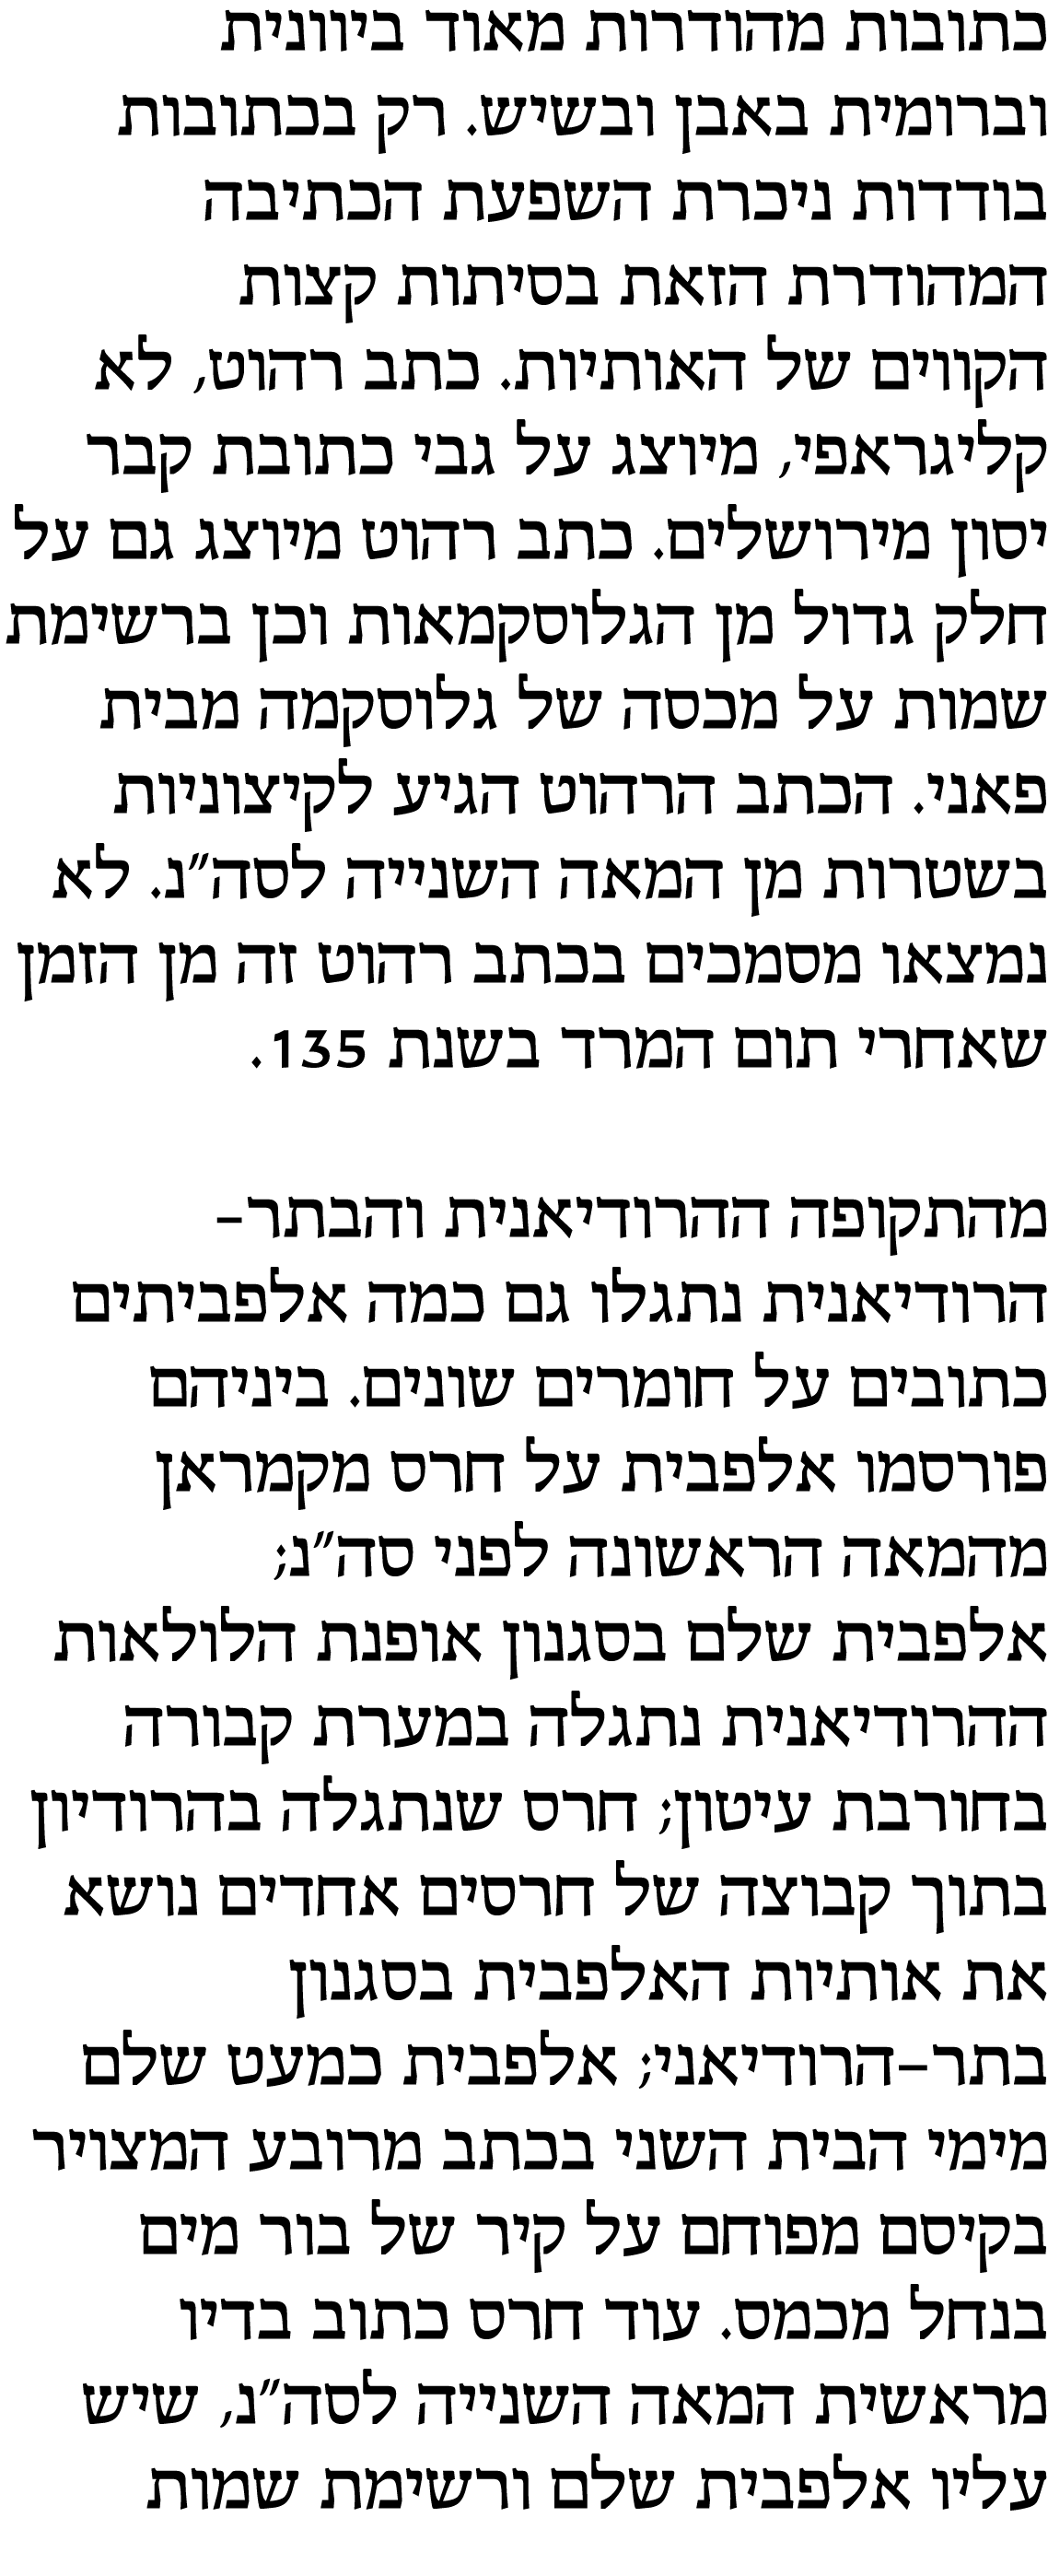 כתובות מהודרות מאוד ביוונית
וברומית באבן ובשיש. רק בכתובות
בודדות ניכרת השפעת הכתיבה
המהודרת הזאת בסיתות קצות
הקווים של האותיות. כתב רהוט, לא
קליגראפי, מיוצג על גבי כתובת קבר
יסון מירושלים. כתב רהוט מיוצג גם על
חלק גדול מן הגלוסקמאות וכן ברשימת
שמות על מכסה של גלוסקמה מבית
פאני. הכתב הרהוט הגיע לקיצוניות
בשטרות מן המאה השנייה לסה״נ. לא
נמצאו מסמכים בכתב רהוט זה מן הזמן
שאחרי תום המרד בשנת 135.
מהתקופה ההרודיאנית והבתר-
הרודיאנית נתגלו גם כמה אלפביתים
כתובים על חומרים שונים. ביניהם
פורסמו אלפבית על חרס מקמראן
מהמאה הראשונה לפני סה״נ;
אלפבית שלם בסגנון אופנת הלולאות
ההרודיאנית נתגלה במערת קבורה
בחורבת עיטון; חרס שנתגלה בהרודיון
בתוך קבוצה של חרסים אחדים נושא
את אותיות האלפבית בסגנון
בתר-הרודיאני; אלפבית כמעט שלם
מימי הבית השני בכתב מרובע המצויר
בקיסם מפוחם על קיר של בור מים
בנחל מכמס. עוד חרס כתוב בדיו
מראשית המאה השנייה לסה״נ, שיש
עליו אלפבית שלם ורשימת שמות